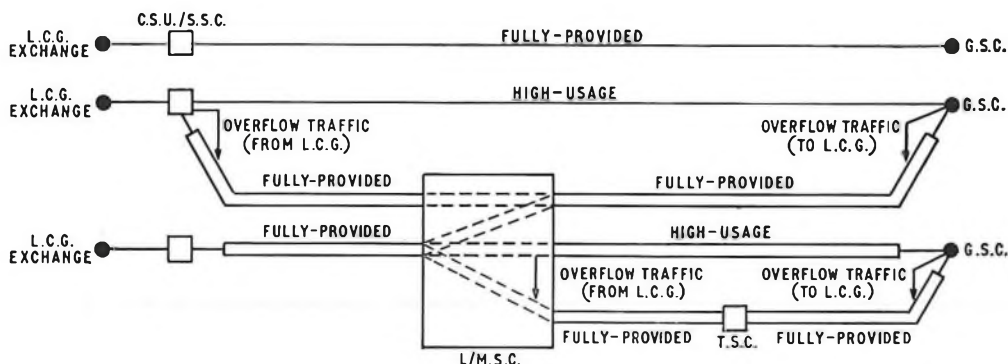 C.S.U./S.S.C.
L.C.G.
EXCHANGE
FULLY-PROVIDED
G.S.C.
L.C.G.
EXCHANGE
HIGH-USAGE
G.S.C.
OVERFLOW TRAFFIC
(FROM L.C.G.)
OVERFLOW TRAFFIC
(TO L.C.G.)
FULLY-PROVIDED
FULLY-PROVIDED
L.C.G.
EXCHANGE
FULLY-PROVIDED
HIGH-USAGE
G.S.C.
OVERFLOW TRAFFIC
(FROM L.C.G.)
OVERFLOW TRAFFIC
(TO L.C.G.)
FULLY-PROVIDED
T.S.C.
FULLY-PROVIDED
L/M.S.C.